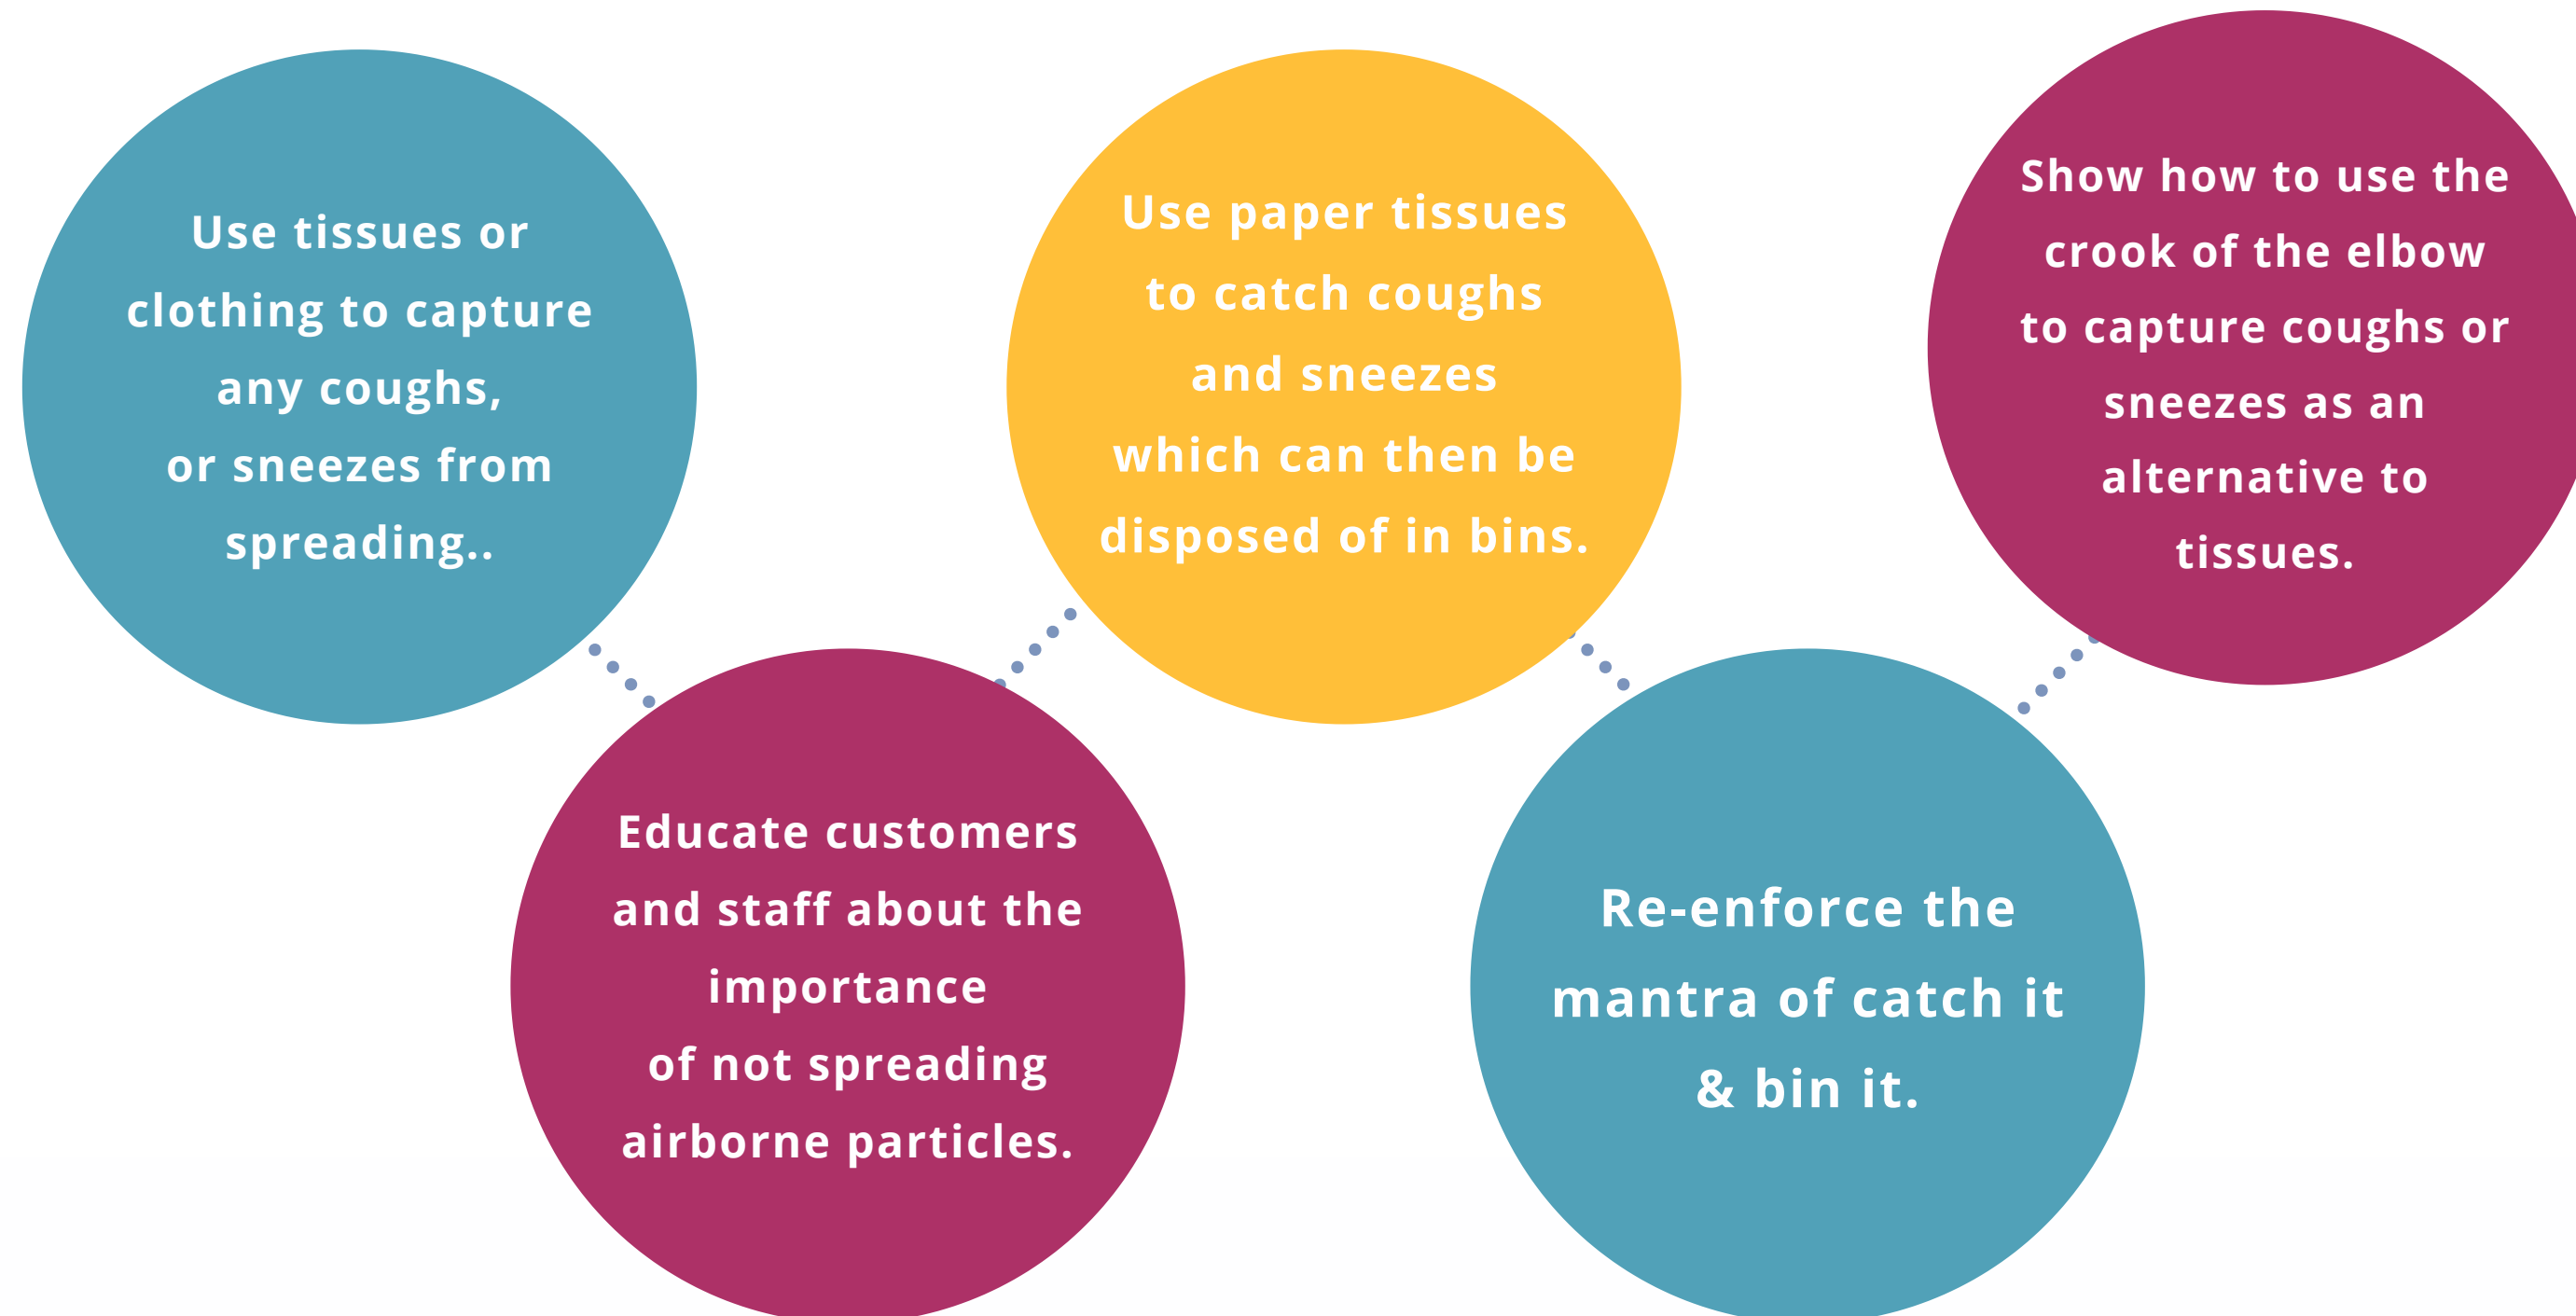 Use tissues or
clothing to capture
any coughs,
or sneezes from
spreading..
Educate customers
and staff about the
importance
of not spreading
airborne particles.
Use paper tissues
to catch coughs
and sneezes
which can then be
disposed of in bins.
Re-enforce the
mantra of catch it
& bin it.
Show how to use the
crook of the elbow
to capture coughs or
sneezes as an
alternative to
tissues.